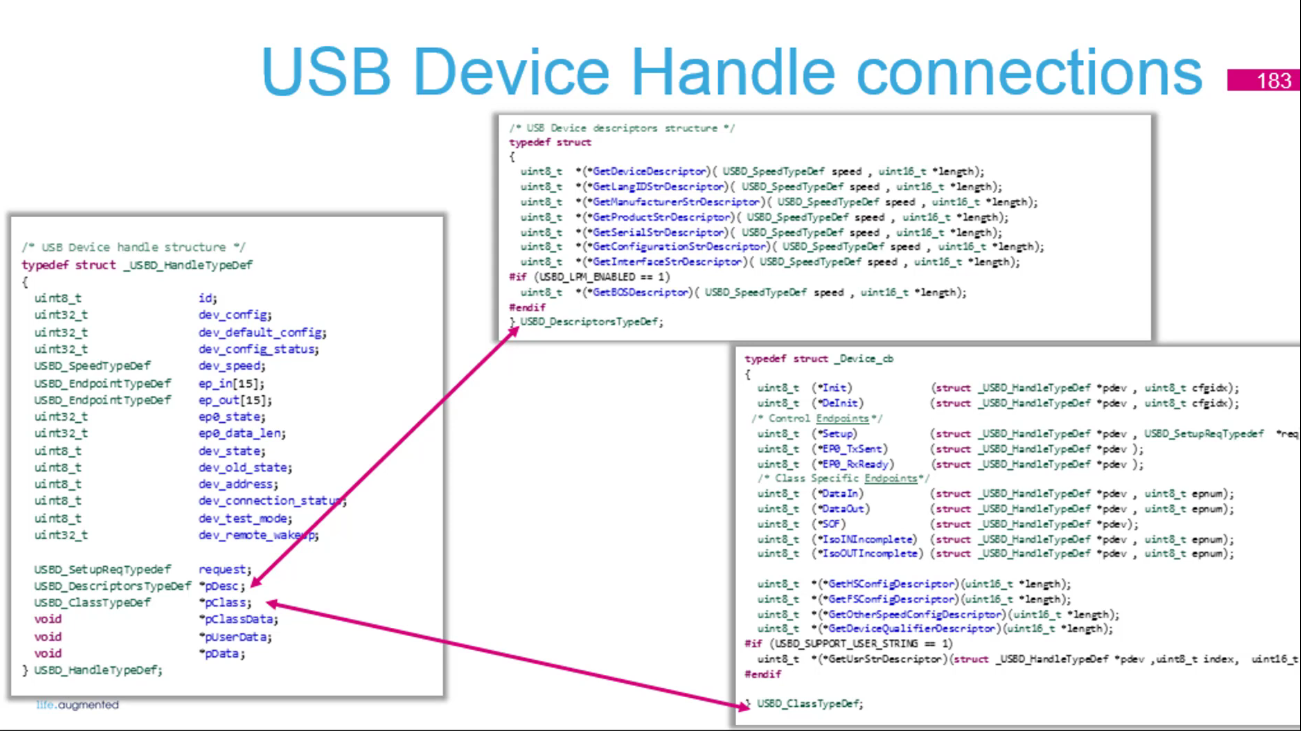 USB Device Handle connections
183
/* USB Device descriptors structure */
typedef struct
{
uint8_t *(*GetDeviceDescriptor)( USBD_SpeedTypeDef speed , uint16_t *length);
uint8_t *(*GetLangIDStrDescriptor)( USBD_SpeedTypeDef speed , uint16_t *length);
uint8_t *(*GetManufacturerStrDescriptor)( USBD_SpeedTypeDef speed , uint16_t *length);
uint8_t *(*GetProductStrDescriptor)( USBD_SpeedTypeDef speed , uint16_t *length);
uint8_t *(*GetSerialStrDescriptor)( USBD_SpeedTypeDef speed , uint16_t *length);
uint8_t *(*GetConfigurationStrDescriptor)( USBD_SpeedTypeDef speed , uint16_t *length);
uint8_t *(*GetInterfaceStrDescriptor)( USBD_SpeedTypeDef speed , uint16_t *length);
#if (USBD_LPM_ENABLED == 1)
uint8_t *(*GetBOSDescriptor)( USBD_SpeedTypeDef speed , uint16_t *length);
#endif
} USBD_DescriptorsTypeDef;
/* USB Device handle structure */
typedef struct _USBD_HandleTypeDef
{
uint8_t id;
uint32_t dev_config;
uint32_t dev_default_config;
uint32_t dev_config_status;
USBD_SpeedTypeDef dev_speed;
USBD_EndpointTypeDef ep_in[15];
USBD_EndpointTypeDef ep_out[15];
uint32_t ep0_state;
uint32_t ep0_data_len;
uint8_t dev_state;
uint8_t dev_old_state;
uint8_t dev_address;
uint8_t dev_connection_status;
uint8_t dev_test_mode;
uint32_t dev_remote_wakeup;
USBD_SetupReqTypedef request;
USBD_DescriptorsTypeDef *pDesc;
USBD_ClassTypeDef *pClass;
void *pClassData;
void *pUserData;
void *pData;
} USBD_HandleTypeDef;
life.augmented
typedef struct _Device_cb
{
uint8_t (*Init) (struct _USBD_HandleTypeDef *pdev , uint8_t cfgidx);
uint8_t (*DeInit) (struct _USBD_HandleTypeDef *pdev , uint8_t cfgidx);
/* Control Endpoints*/
uint8_t (*Setup) (struct _USBD_HandleTypeDef *pdev , USBD_SetupReqTypedef *req
uint8_t (*EP0_TxSent) (struct _USBD_HandleTypeDef *pdev );
uint8_t (*EP0_RxReady) (struct _USBD_HandleTypeDef *pdev );
/* Class Specific Endpoints*/
uint8_t (*DataIn) (struct _USBD_HandleTypeDef *pdev , uint8_t epnum);
uint8_t (*DataOut) (struct _USBD_HandleTypeDef *pdev , uint8_t epnum);
uint8_t (*SOF) (struct _USBD_HandleTypeDef *pdev);
uint8_t (*IsoINIncomplete) (struct _USBD_HandleTypeDef *pdev , uint8_t epnum);
uint8_t (*IsoOUTIncomplete) (struct _USBD_HandleTypeDef *pdev , uint8_t epnum);
uint8_t *(*GetHSConfigDescriptor)(uint16_t *length);
uint8_t *(*GetFSConfigDescriptor)(uint16_t *length);
uint8_t *(*GetOtherSpeedConfigDescriptor)(uint16_t *length);
uint8_t *(*GetDeviceQualifierDescriptor)(uint16_t *length);
#if (USBD_SUPPORT_USER_STRING == 1)
uint8_t *(*GetUsrStrDescriptor)(struct _USBD_HandleTypeDef *pdev ,uint8_t index, uint16_t
#endif
} USBD_ClassTypeDef;